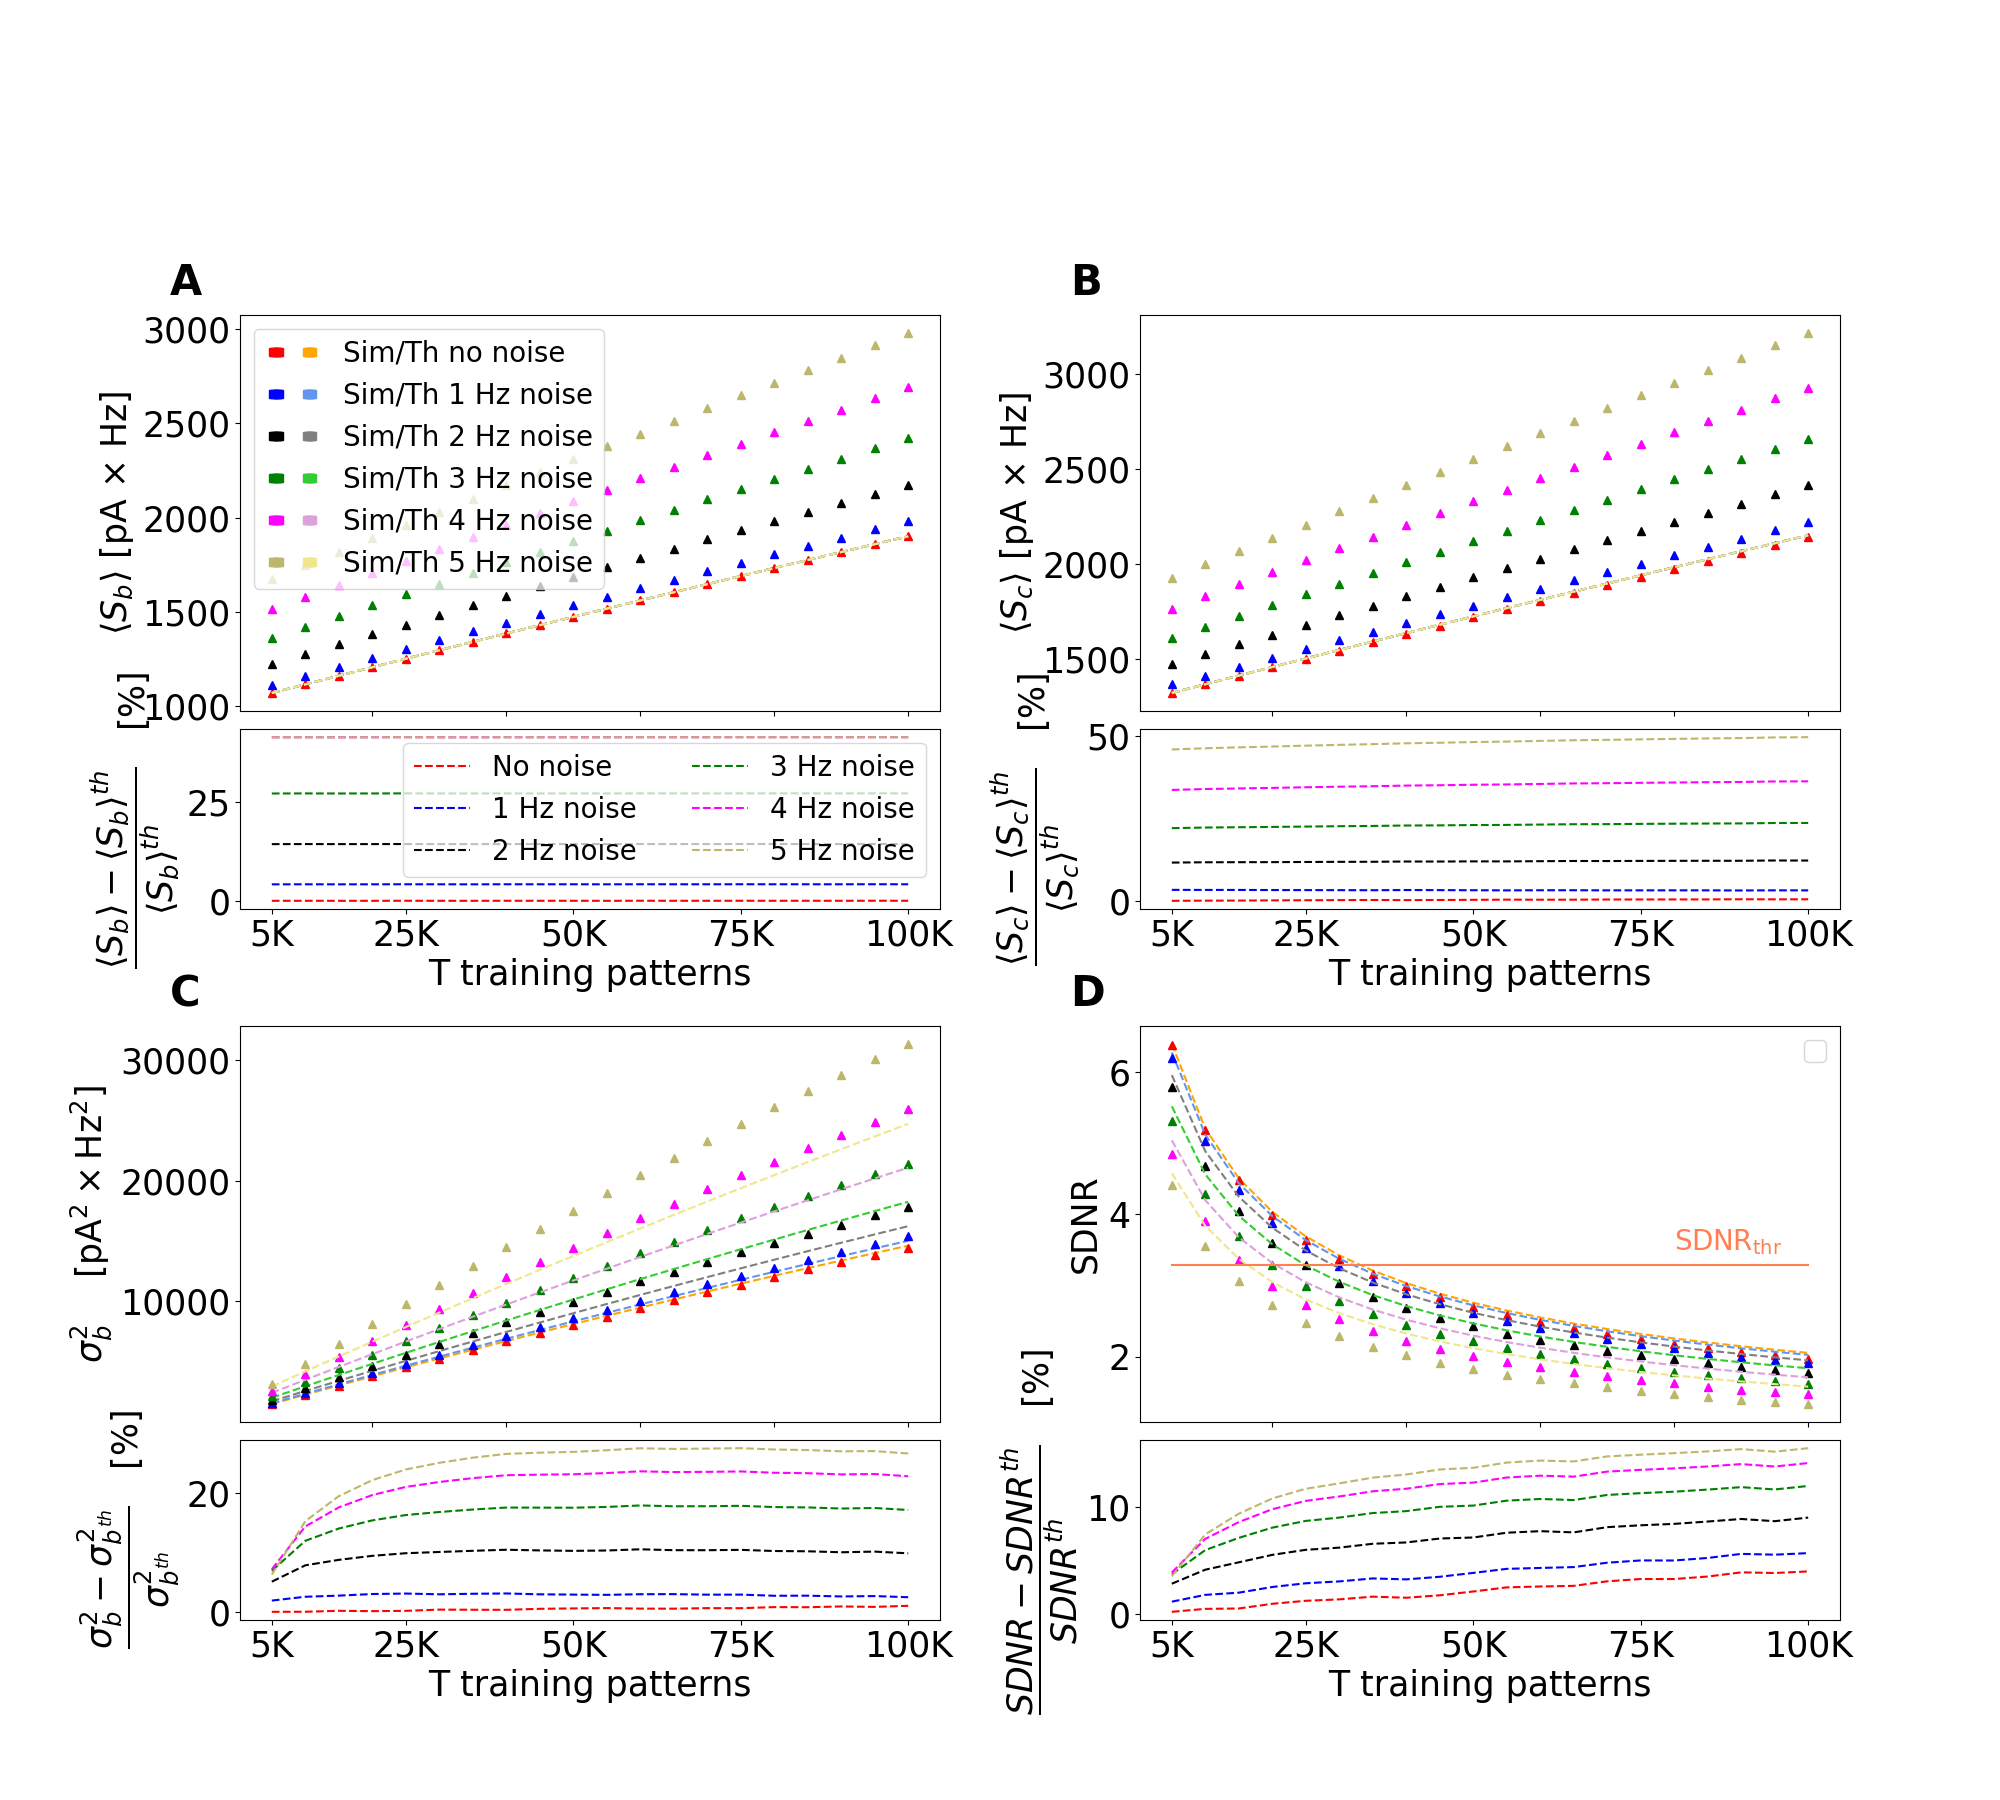 A
3000
2500
2000
1500
1000
⟨S_b⟩ [pA × Hz]
Sim/Th no noise
Sim/Th 1 Hz noise
Sim/Th 2 Hz noise
Sim/Th 3 Hz noise
Sim/Th 4 Hz noise
Sim/Th 5 Hz noise
25
0
⟨S_b⟩ − ⟨S_b⟩^th
⟨S_b⟩^th
[%]
No noise
1 Hz noise
2 Hz noise
3 Hz noise
4 Hz noise
5 Hz noise
5K 25K 50K 75K 100K
T training patterns
B
3000
2500
2000
1500
⟨S_c⟩ [pA × Hz]
50
0
⟨S_c⟩ − ⟨S_c⟩^th
⟨S_c⟩^th
[%]
5K 25K 50K 75K 100K
T training patterns
C
30000
20000
10000
σ_b^2 [pA² × Hz²]
20
0
σ_b^2 − σ_b^2^th
σ_b^2^th
[%]
5K 25K 50K 75K 100K
T training patterns
D
6
4
2
SDNR
SDNR_thr
10
0
SDNR − SDNR^th
SDNR^th
[%]
5K 25K 50K 75K 100K
T training patterns